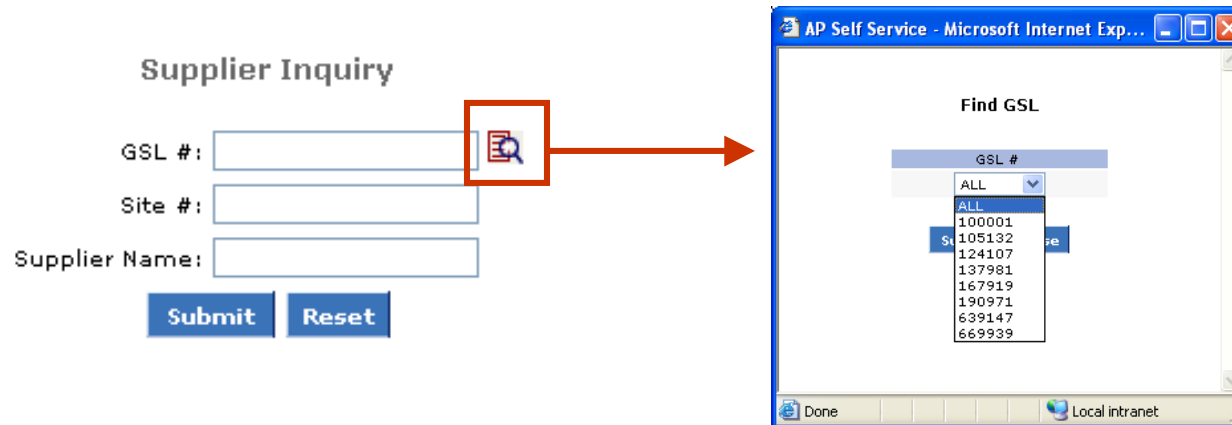 Supplier Inquiry
GSL #:
Site #:
Supplier Name:
Submit Reset
AP Self Service - Microsoft Internet Exp...
Find GSL
GSL #
ALL
ALL
100001
105132
124107
137981
167919
190971
639147
669939
Done Local intranet